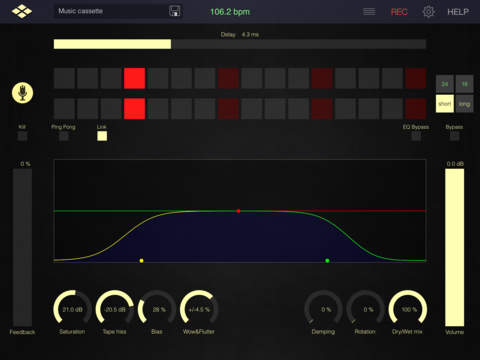 Music cassette 106.2 bpm REC HELP
Delay 4.3 ms
24 16
short long
Kill Ping Pong Link EQ Bypass Bypass
0 % 0.0 dB
21.0 dB -20.5 dB 28 % +/-4.5 % 0 % 0 % 100 %
Feedback Saturation Tape hiss Bias Wow&Flutter Damping Rotation Dry/Wet mix Volume